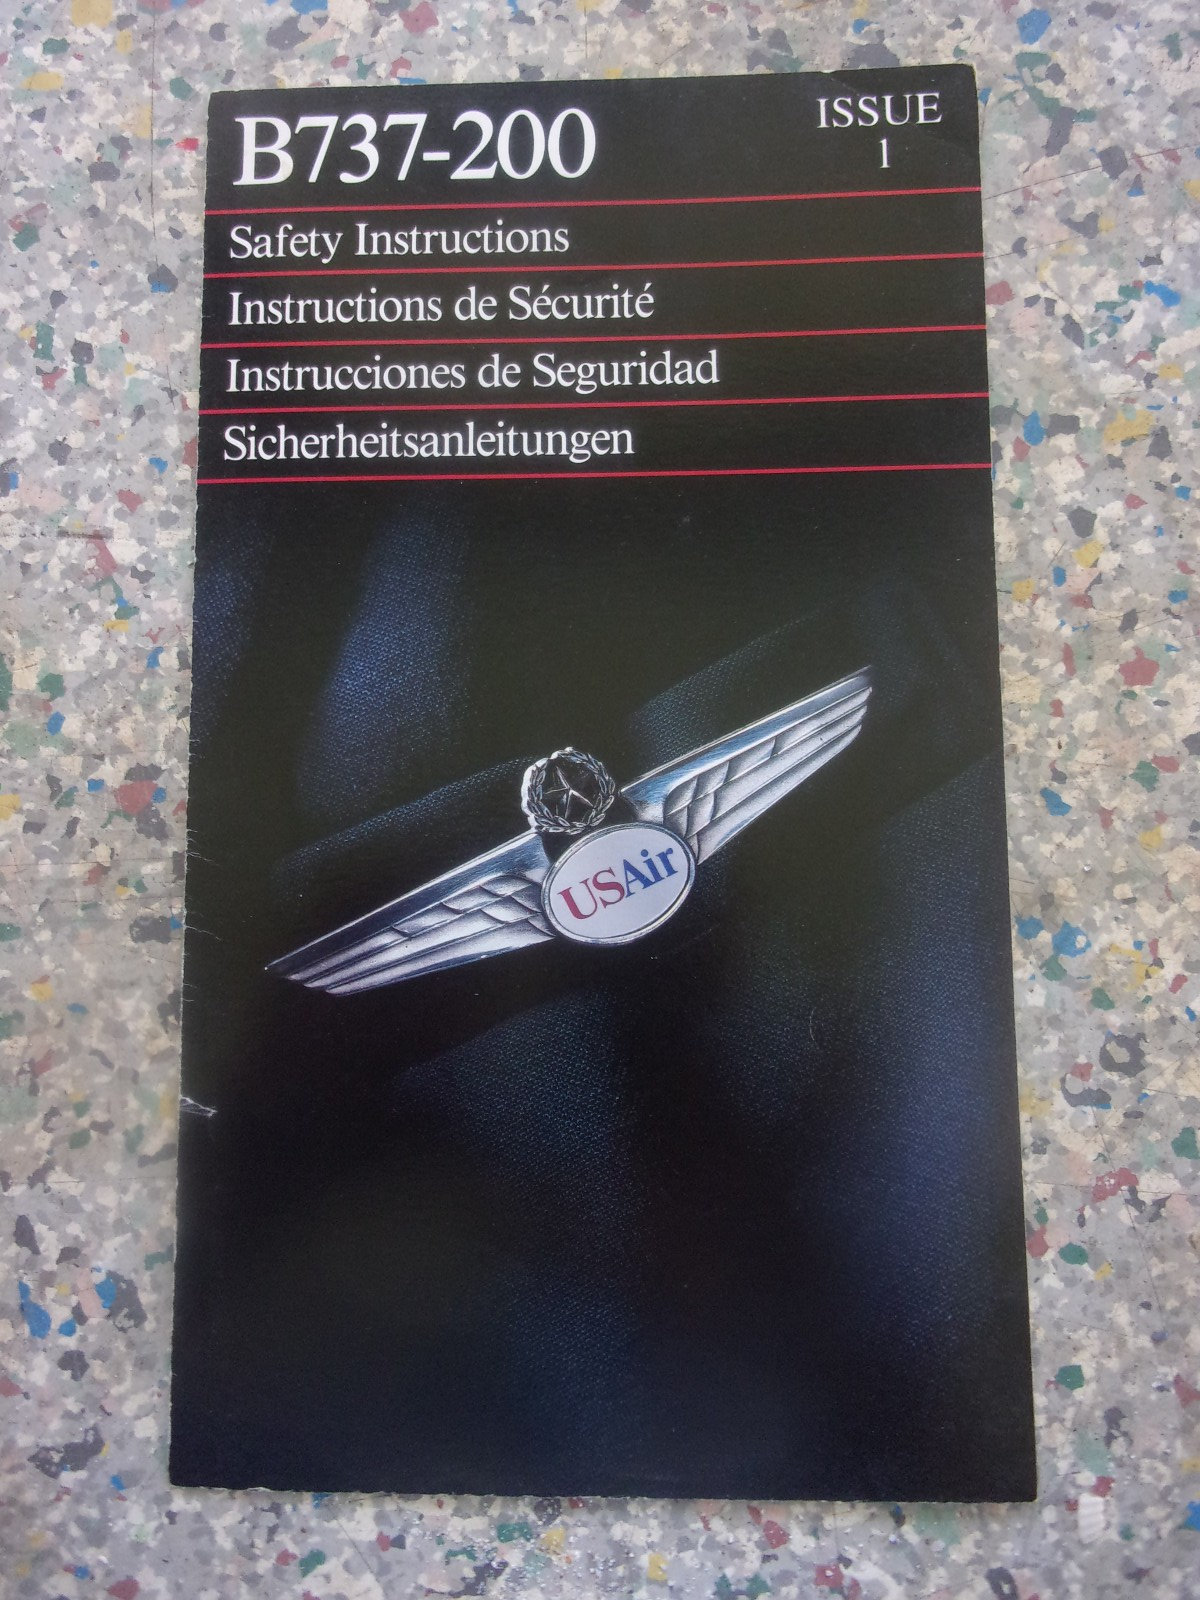 B737-200
ISSUE
1
Safety Instructions
Instructions de Sécurité
Instrucciones de Seguridad
Sicherheitsanleitungen
USAir